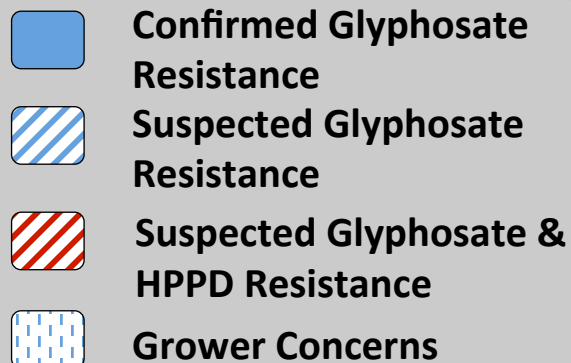 Confirmed Glyphosate
Resistance
Suspected Glyphosate
Resistance
Suspected Glyphosate &
HPPD Resistance
Grower Concerns